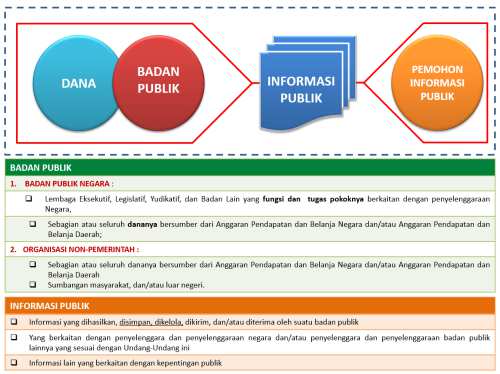 DANA
BADAN
PUBLIK
INFORMASI
PUBLIK
PEMOHON
INFORMASI
PUBLIK
BADAN PUBLIK
1. BADAN PUBLIK NEGARA :
Lembaga Eksekutif, Legislatif, Yudikatif, dan Badan Lain yang fungsi dan tugas pokoknya berkaitan dengan penyelenggaraan
Negara,
Sebagian atau seluruh dananya bersumber dari Anggaran Pendapatan dan Belanja Negara dan/atau Anggaran Pendapatan dan
Belanja Daerah;
2. ORGANISASI NON-PEMERINTAH :
Sebagian atau seluruh dananya bersumber dari Anggaran Pendapatan dan Belanja Negara dan/atau Anggaran Pendapatan dan
Belanja Daerah
Sumbangan masyarakat, dan/atau luar negeri.
INFORMASI PUBLIK
Informasi yang dihasilkan, disimpan, dikelola, dikirim, dan/atau diterima oleh suatu badan publik
Yang berkaitan dengan penyelenggara dan penyelenggaraan negara dan/atau penyelenggara dan penyelenggaraan badan publik
lainnya yang sesuai dengan Undang-Undang ini
Informasi lain yang berkaitan dengan kepentingan publik